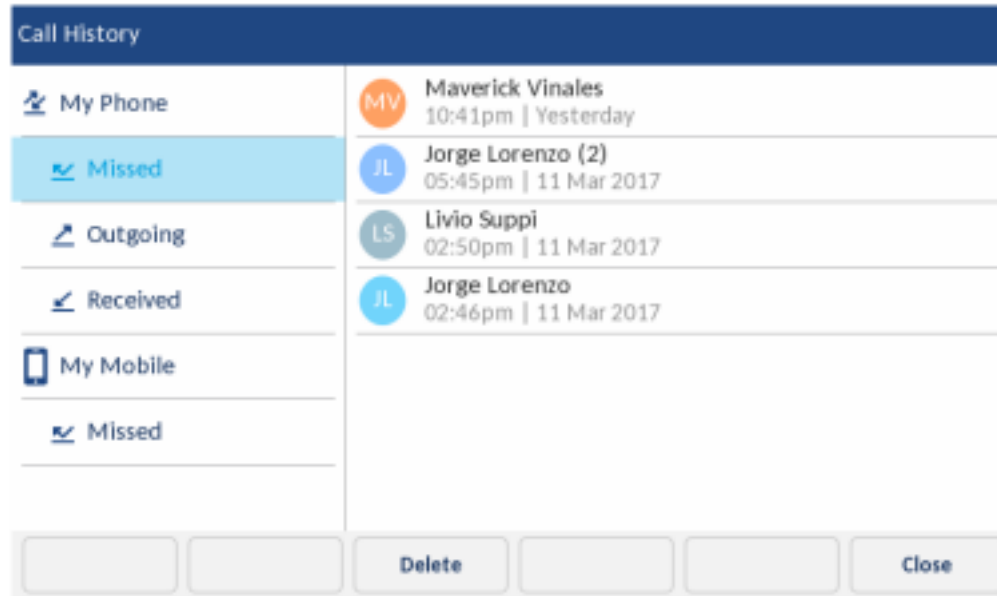 Call History
My Phone
Missed
Outgoing
Received
My Mobile
Missed
MV
Maverick Vinales
10:41pm | Yesterday
JL
Jorge Lorenzo (2)
05:45pm | 11 Mar 2017
LS
Livio Suppi
02:50pm | 11 Mar 2017
JL
Jorge Lorenzo
02:46pm | 11 Mar 2017
Delete
Close